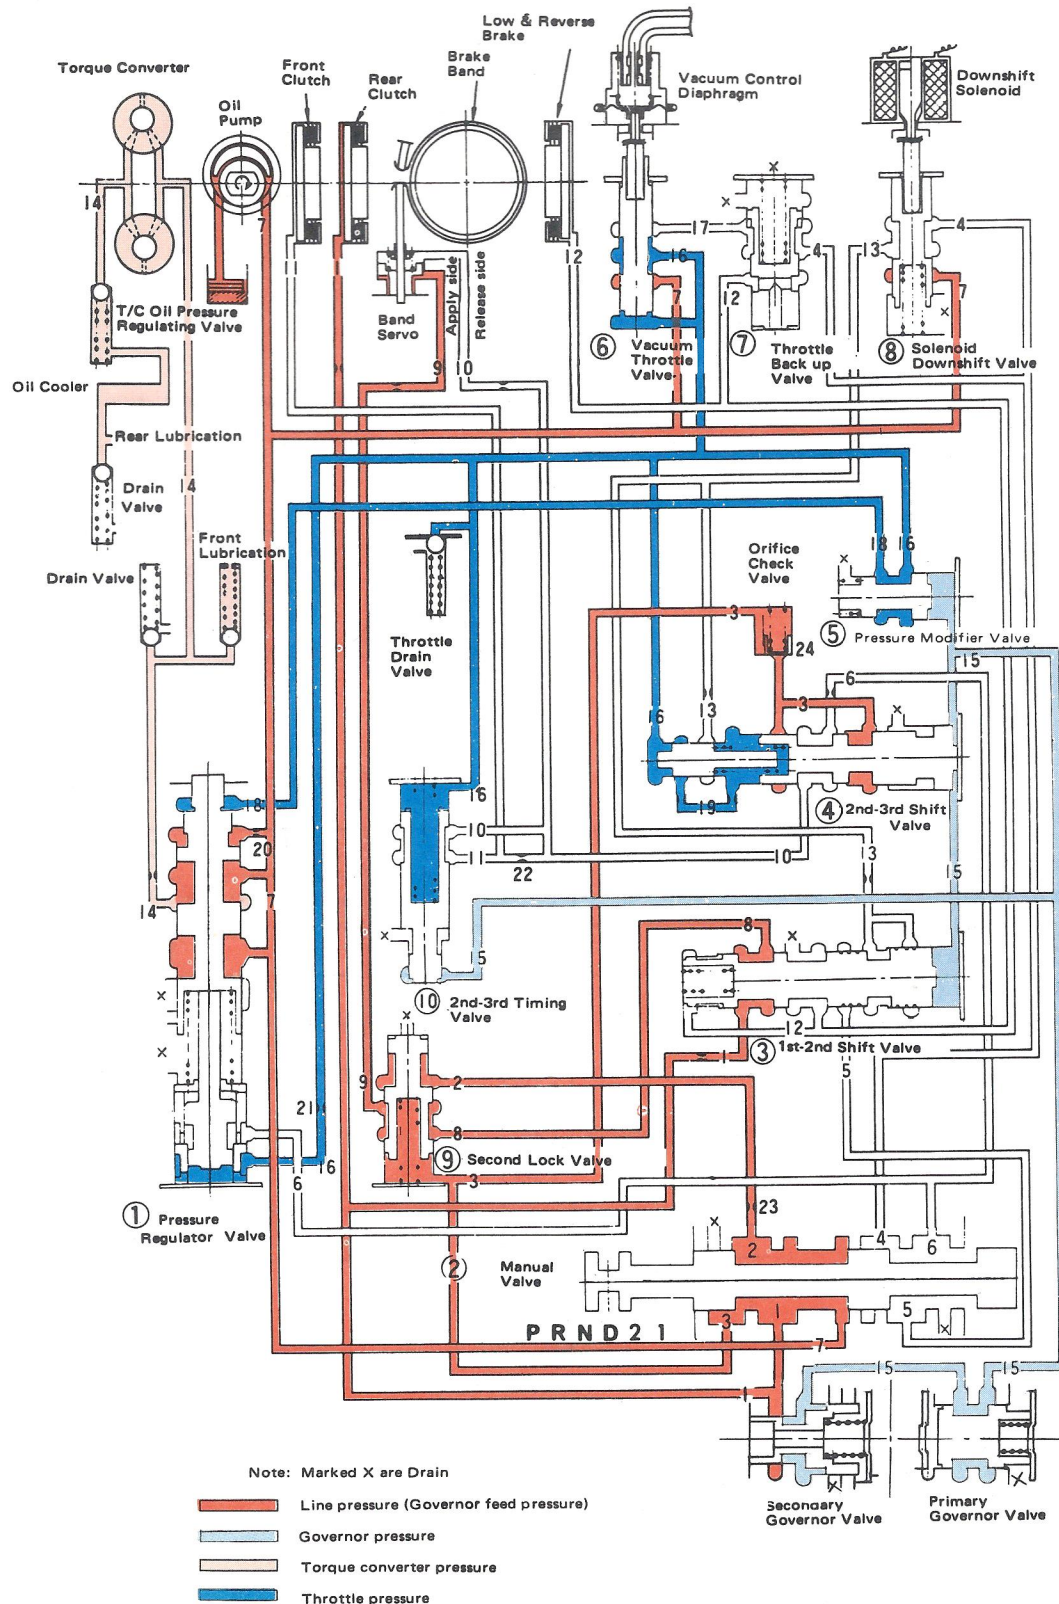 Low & Reverse
Brake
Torque Converter
Front
Clutch
Brake
Band
Rear
Clutch
Vacuum Control
Diaphragm
Downshift
Solenoid
Oil
Pump
X
X
14
7
17
4
13
4
16
12
7
12
7
X
11
1
Apply side
Release side
T/C Oil Pressure
Regulating Valve
Band
Servo
⑥ Vacuum
Throttle
Valve
⑦ Throttle
Back up
Valve
⑧ Solenoid
Downshift Valve
9
10
Oil Cooler
Rear Lubrication
14
Drain
Valve
Front
Lubrication
Drain Valve
Orifice
Check
Valve
18
16
X
Throttle
Drain
Valve
3
24
⑤ Pressure Modifier Valve
15
6
16
13
3
X
18
16
19
④ 2nd-3rd Shift
Valve
20
10
11
22
10
13
15
14
7
8
X
X
5
X
⑩ 2nd-3rd Timing
Valve
X
X
12
③ 1st-2nd Shift Valve
1
5
9
2
21
8
⑨ Second Lock Valve
3
16
6
① Pressure
Regulator Valve
23
X
②
Manual
Valve
2
4
6
3
1
5
X
P R N D 2 1
7
15
15
1
X
X
Secondary
Governor Valve
Primary
Governor Valve
Note: Marked X are Drain
Line pressure (Governor feed pressure)
Governor pressure
Torque converter pressure
Throttle pressure